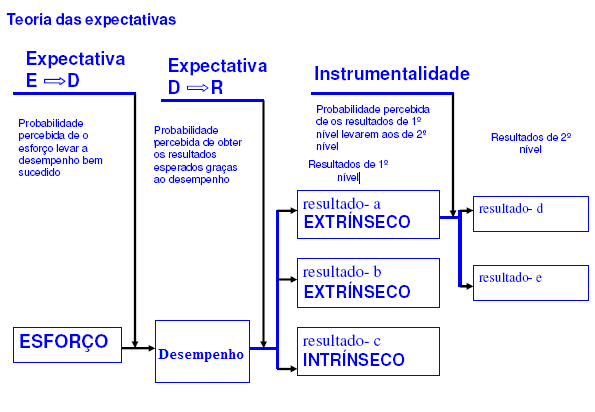 Teoria das expectativas
Expectativa
E ⇒ D
Probabilidade
percebida de o
esforço levar a
desempenho bem
sucedido
Expectativa
D ⇒ R
Probabilidade
percebida de obter
os resultados
esperados graças
ao desempenho
Instrumentalidade
Probabilidade percebida
de os resultados de 1º
nível levarem aos de 2º
nível
Resultados de 1º
nível
Resultados de 2º
nível
resultado- a
EXTRÍNSECO
resultado- b
EXTRÍNSECO
resultado- c
INTRÍNSECO
resultado- d
resultado- e
ESFORÇO
Desempenho